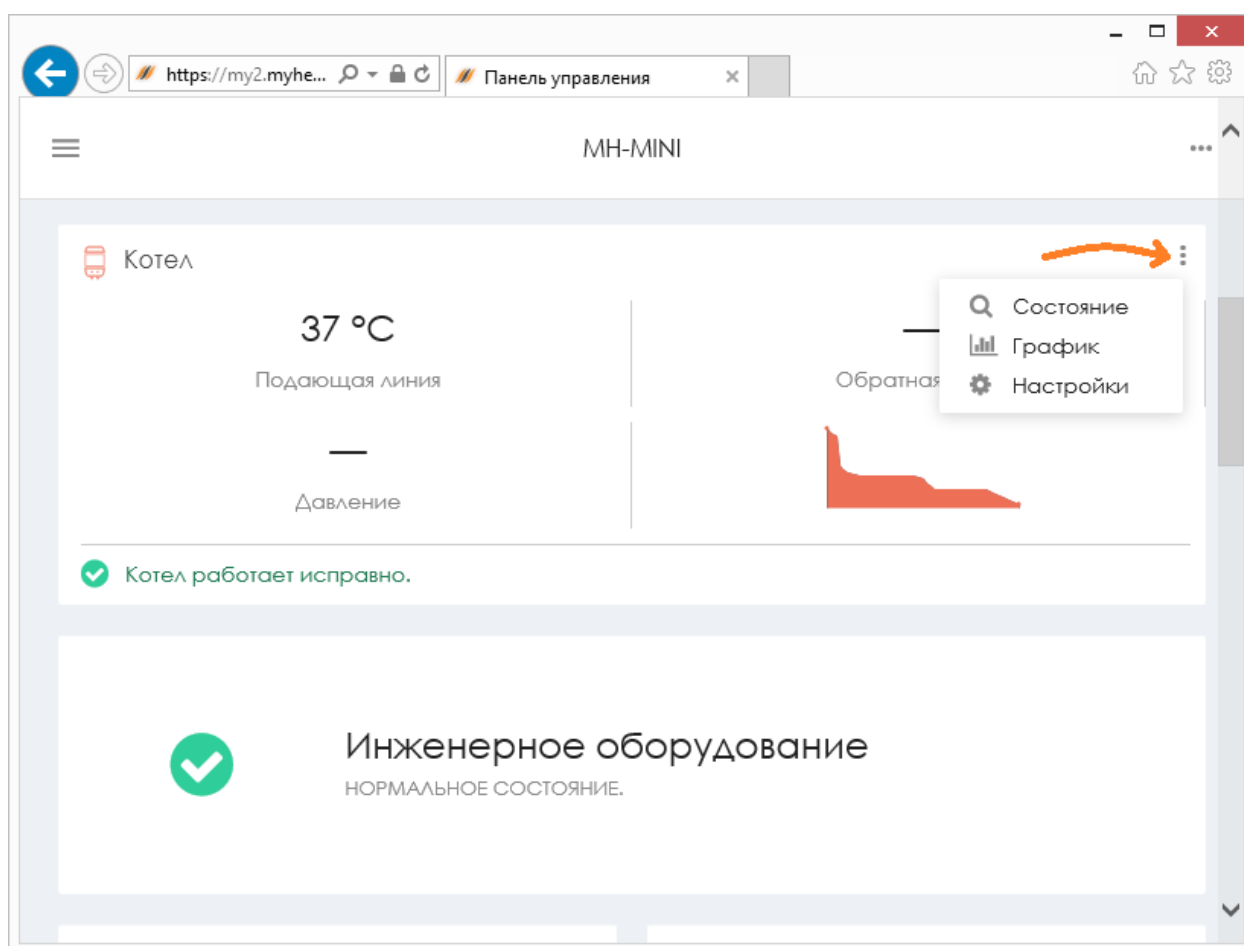 https://my2.myhe...
Панель управления
MH-MINI
Котел
37 °C
—
Подающая линия
Обратная
Состояние
График
Настройки
—
Давление
Котел работает исправно.
Инженерное оборудование
НОРМАЛЬНОЕ СОСТОЯНИЕ.